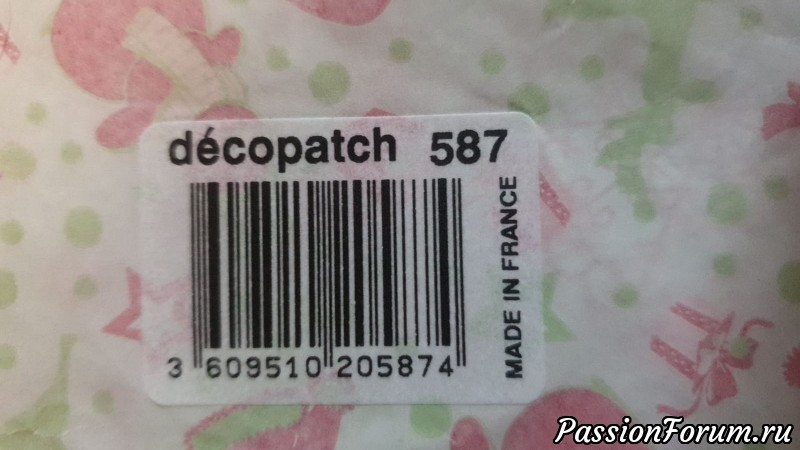 décopatch 587
MADE IN FRANCE
3 609510 205874
PassionForum.ru